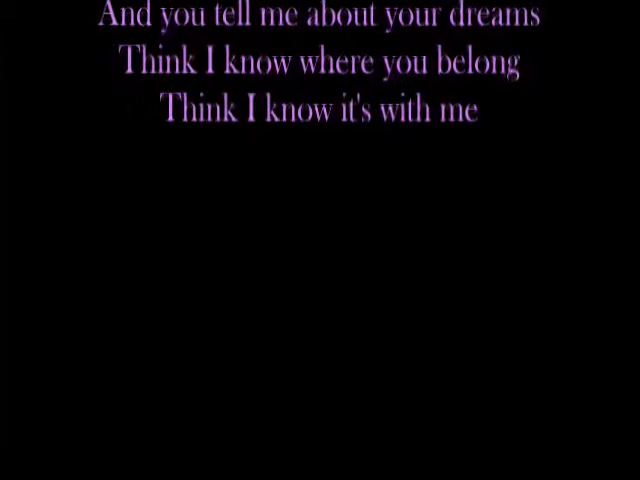 And you tell me about your dreams
Think I know where you belong
Think I know it's with me